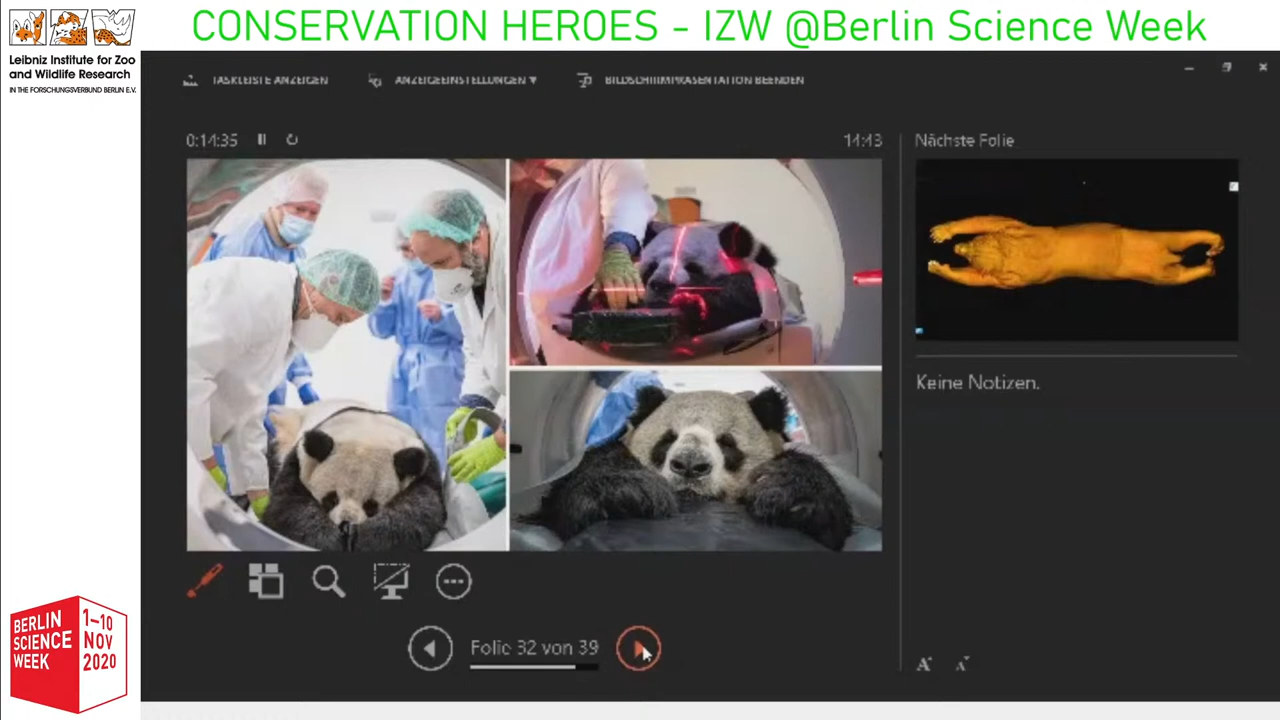 CONSERVATION HEROES - IZW @Berlin Science Week
IZW
Leibniz Institute for Zoo
and Wildlife Research
IN THE FORSCHUNGSVERBUND BERLIN E.V.
TASKLEISTE ANZEIGEN
ANZEIGEEINSTELLUNGEN
BILDSCHIRMPRÄSENTATION BEENDEN
0:14:35
14:43
Nächste Folie
Keine Notizen.
Folie 32 von 39
A A
BERLIN
SCIENCE
WEEK
1–10
NOV
2020